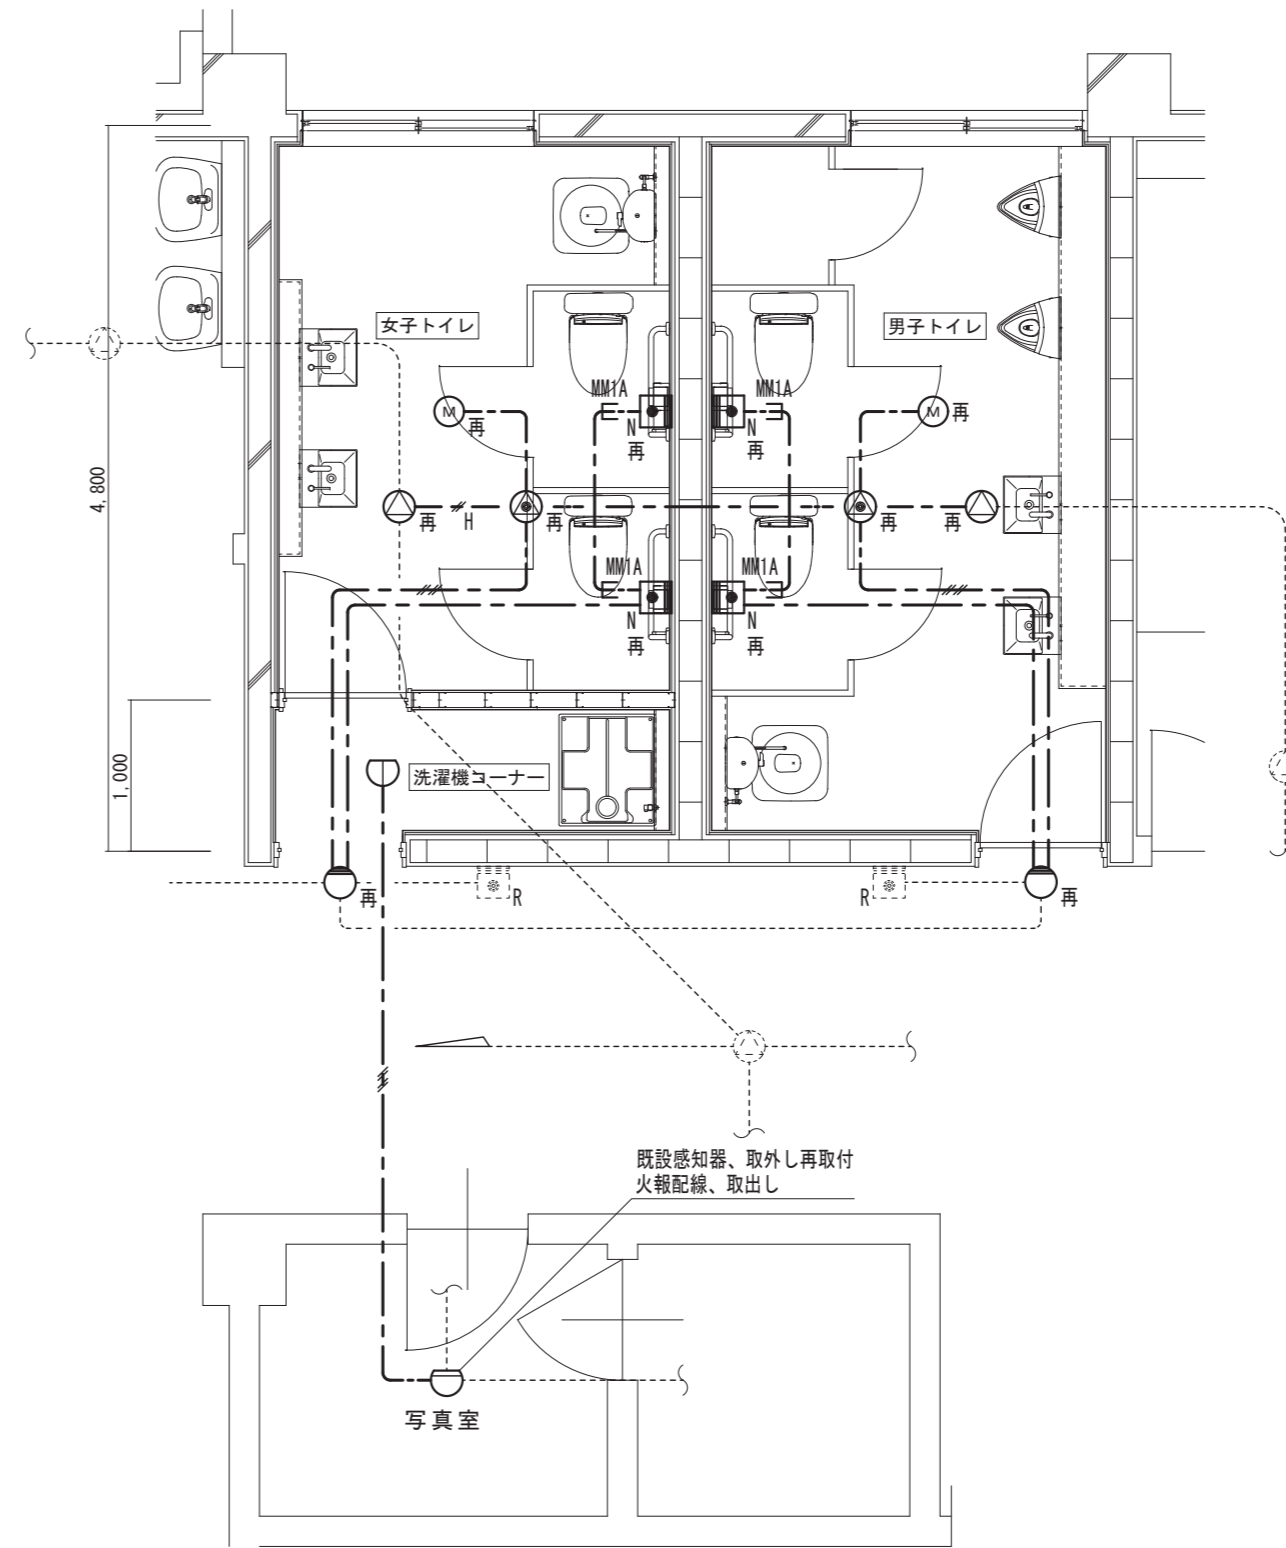 女子トイレ
男子トイレ
MM1A
MM1A
M
再
N
再
N
再
M
再
4,800
再
H
再
再
再
MM1A
MM1A
N
再
N
再
1,000
洗濯機コーナー
再
R
R
再
既設感知器、取外し再取付
火報配線、取出し
写真室